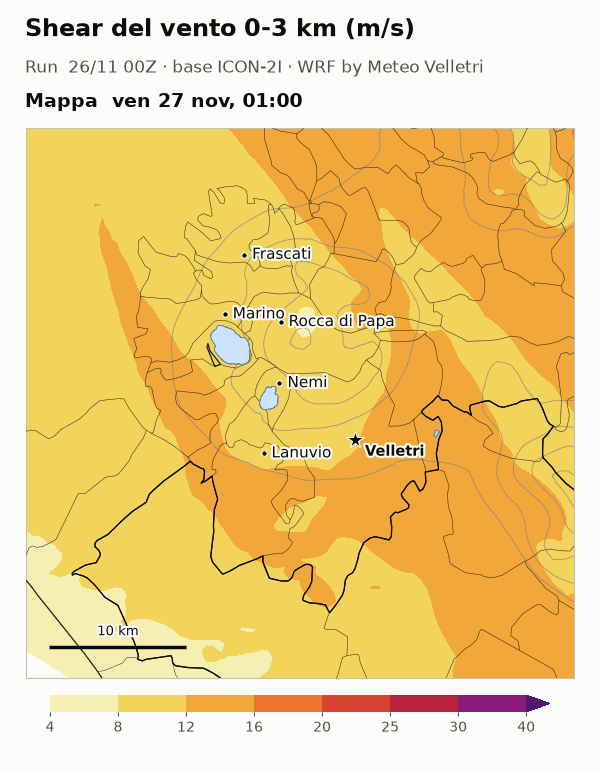 Shear del vento 0-3 km (m/s)
Run  26/11 00Z · base ICON-2I · WRF by Meteo Velletri
Mappa  ven 27 nov, 01:00
Frascati
Marino
Rocca di Papa
Nemi
Velletri
Lanuvio
10 km
4 8 12 16 20 25 30 40